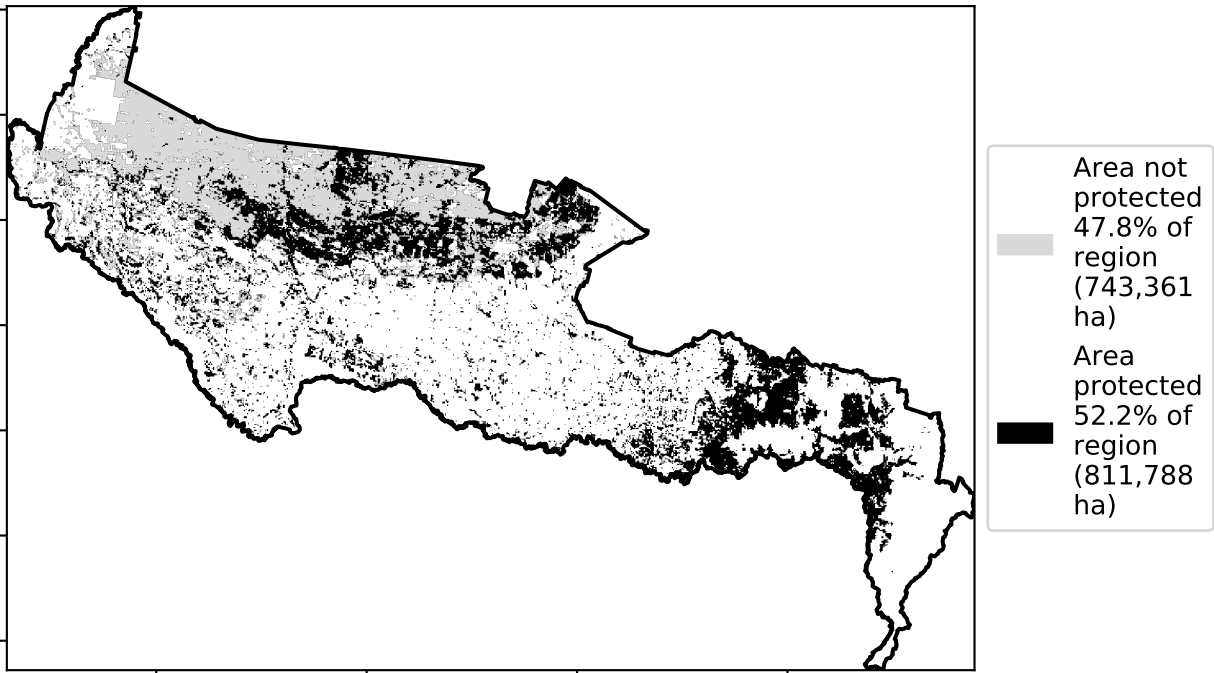 Area not
protected
47.8% of
region
(743,361
ha)
Area
protected
52.2% of
region
(811,788
ha)